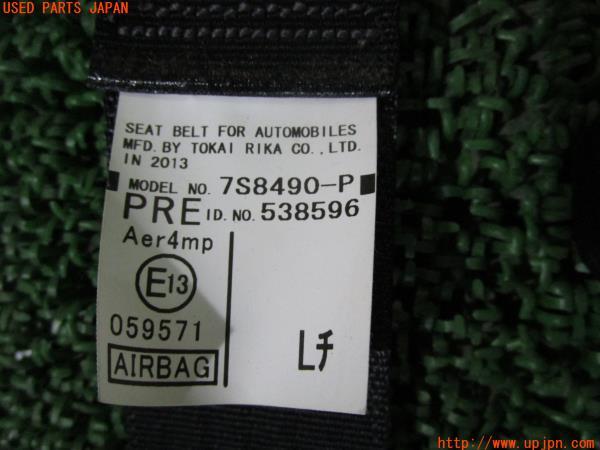 USED PARTS JAPAN
SEAT BELT FOR AUTOMOBILES
MFD. BY TOKAI RIKA CO., LTD.
IN 2013
MODEL NO. 7S8490-P
PRE ID. NO. 538596
Aer4mp
E13
059571
AIRBAG
Lチ
http://www.upjpn.com